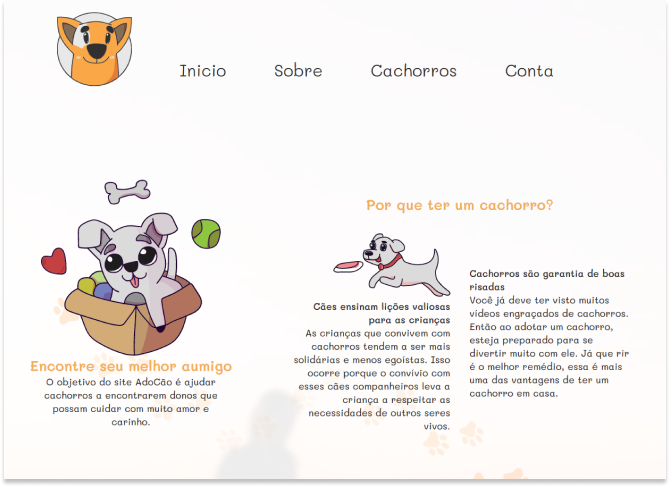 Inicio Sobre Cachorros Conta
Encontre seu melhor aumigo
O objetivo do site AdoCão é ajudar
cachorros a encontrarem donos que
possam cuidar com muito amor e
carinho.
Por que ter um cachorro?
Cães ensinam lições valiosas
para as crianças
As crianças que convivem com
cachorros tendem a ser mais
solidárias e menos egoístas. Isso
ocorre porque o convívio com
esses cães companheiros leva a
criança a respeitar as
necessidades de outros seres
vivos.
Cachorros são garantia de boas
risadas
Você já deve ter visto muitos
vídeos engraçados de cachorros.
Então ao adotar um cachorro,
esteja preparado para se
divertir muito com ele. Já que rir
é o melhor remédio, essa é mais
uma das vantagens de ter um
cachorro em casa.